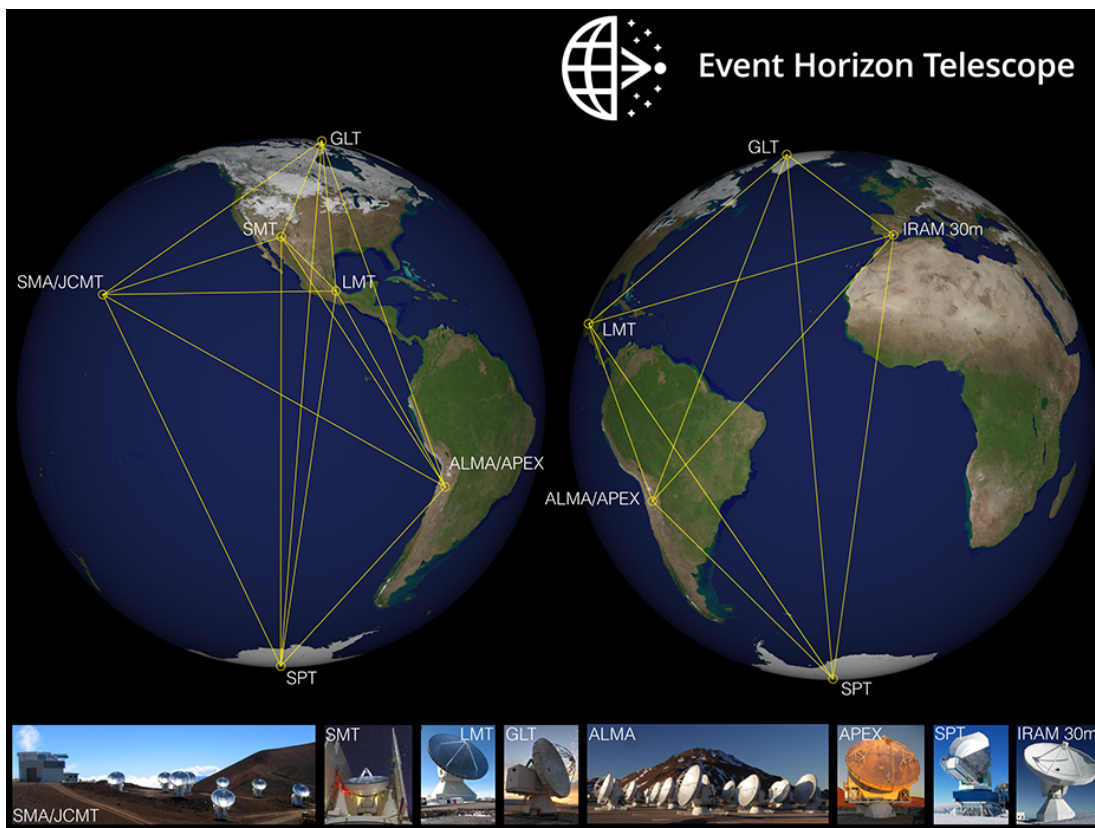 Event Horizon Telescope
GLT
SMT
SMA/JCMT
LMT
ALMA/APEX
SPT
GLT
IRAM 30m
LMT
ALMA/APEX
SPT
SMA/JCMT
SMT
LMT
GLT
ALMA
APEX
SPT
IRAM 30m